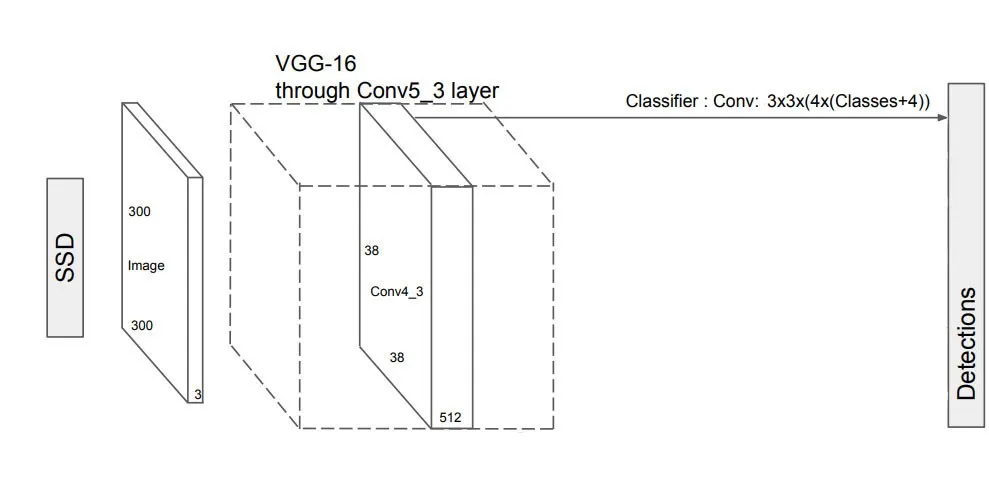 VGG-16
through Conv5_3 layer
Classifier : Conv: 3x3x(4x(Classes+4))
SSD
300
Image
300
3
38
Conv4_3
38
512
Detections